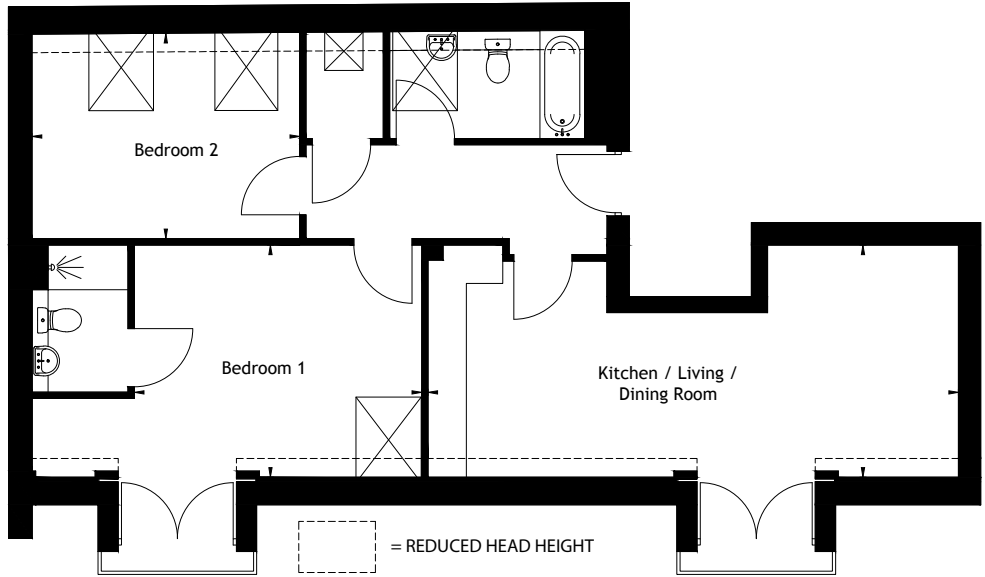 Bedroom 2
Bedroom 1
Kitchen / Living /
Dining Room
= REDUCED HEAD HEIGHT